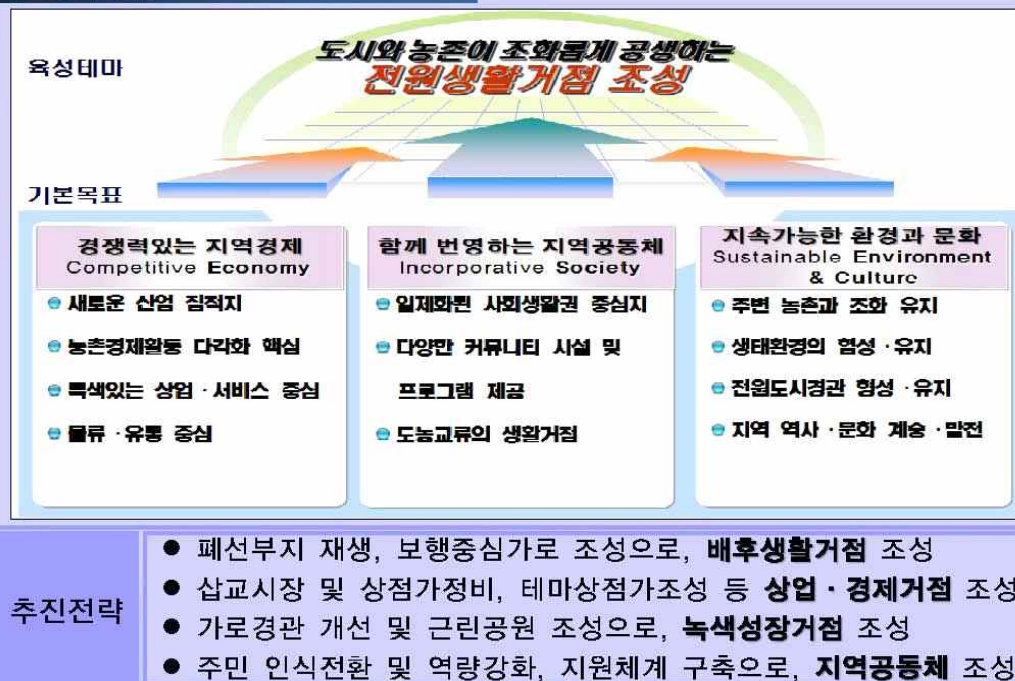 육성테마
도시와 농촌이 조화롭게 공생하는
전원생활거점 조성
기본목표
경쟁력있는 지역경제
Competitive Economy
새로운 산업 집적지
농촌경제활동 다각화 핵심
특색있는 상업·서비스 중심
물류·유통 중심
함께 번영하는 지역공동체
Incorporative Society
일체화된 사회생활권 중심지
다양한 커뮤니티 시설 및
프로그램 제공
도농교류의 생활거점
지속가능한 환경과 문화
Sustainable Environment
& Culture
주변 농촌과 조화 유지
생태환경의 형성·유지
전원도시경관 형성·유지
지역 역사·문화 계승·발전
추진전략
● 폐선부지 재생, 보행중심가로 조성으로, 배후생활거점 조성
● 삽교시장 및 상점가정비, 테마상점가조성 등 상업·경제거점 조성
● 가로경관 개선 및 근린공원 조성으로, 녹색성장거점 조성
● 주민 인식전환 및 역량강화, 지원체계 구축으로, 지역공동체 조성